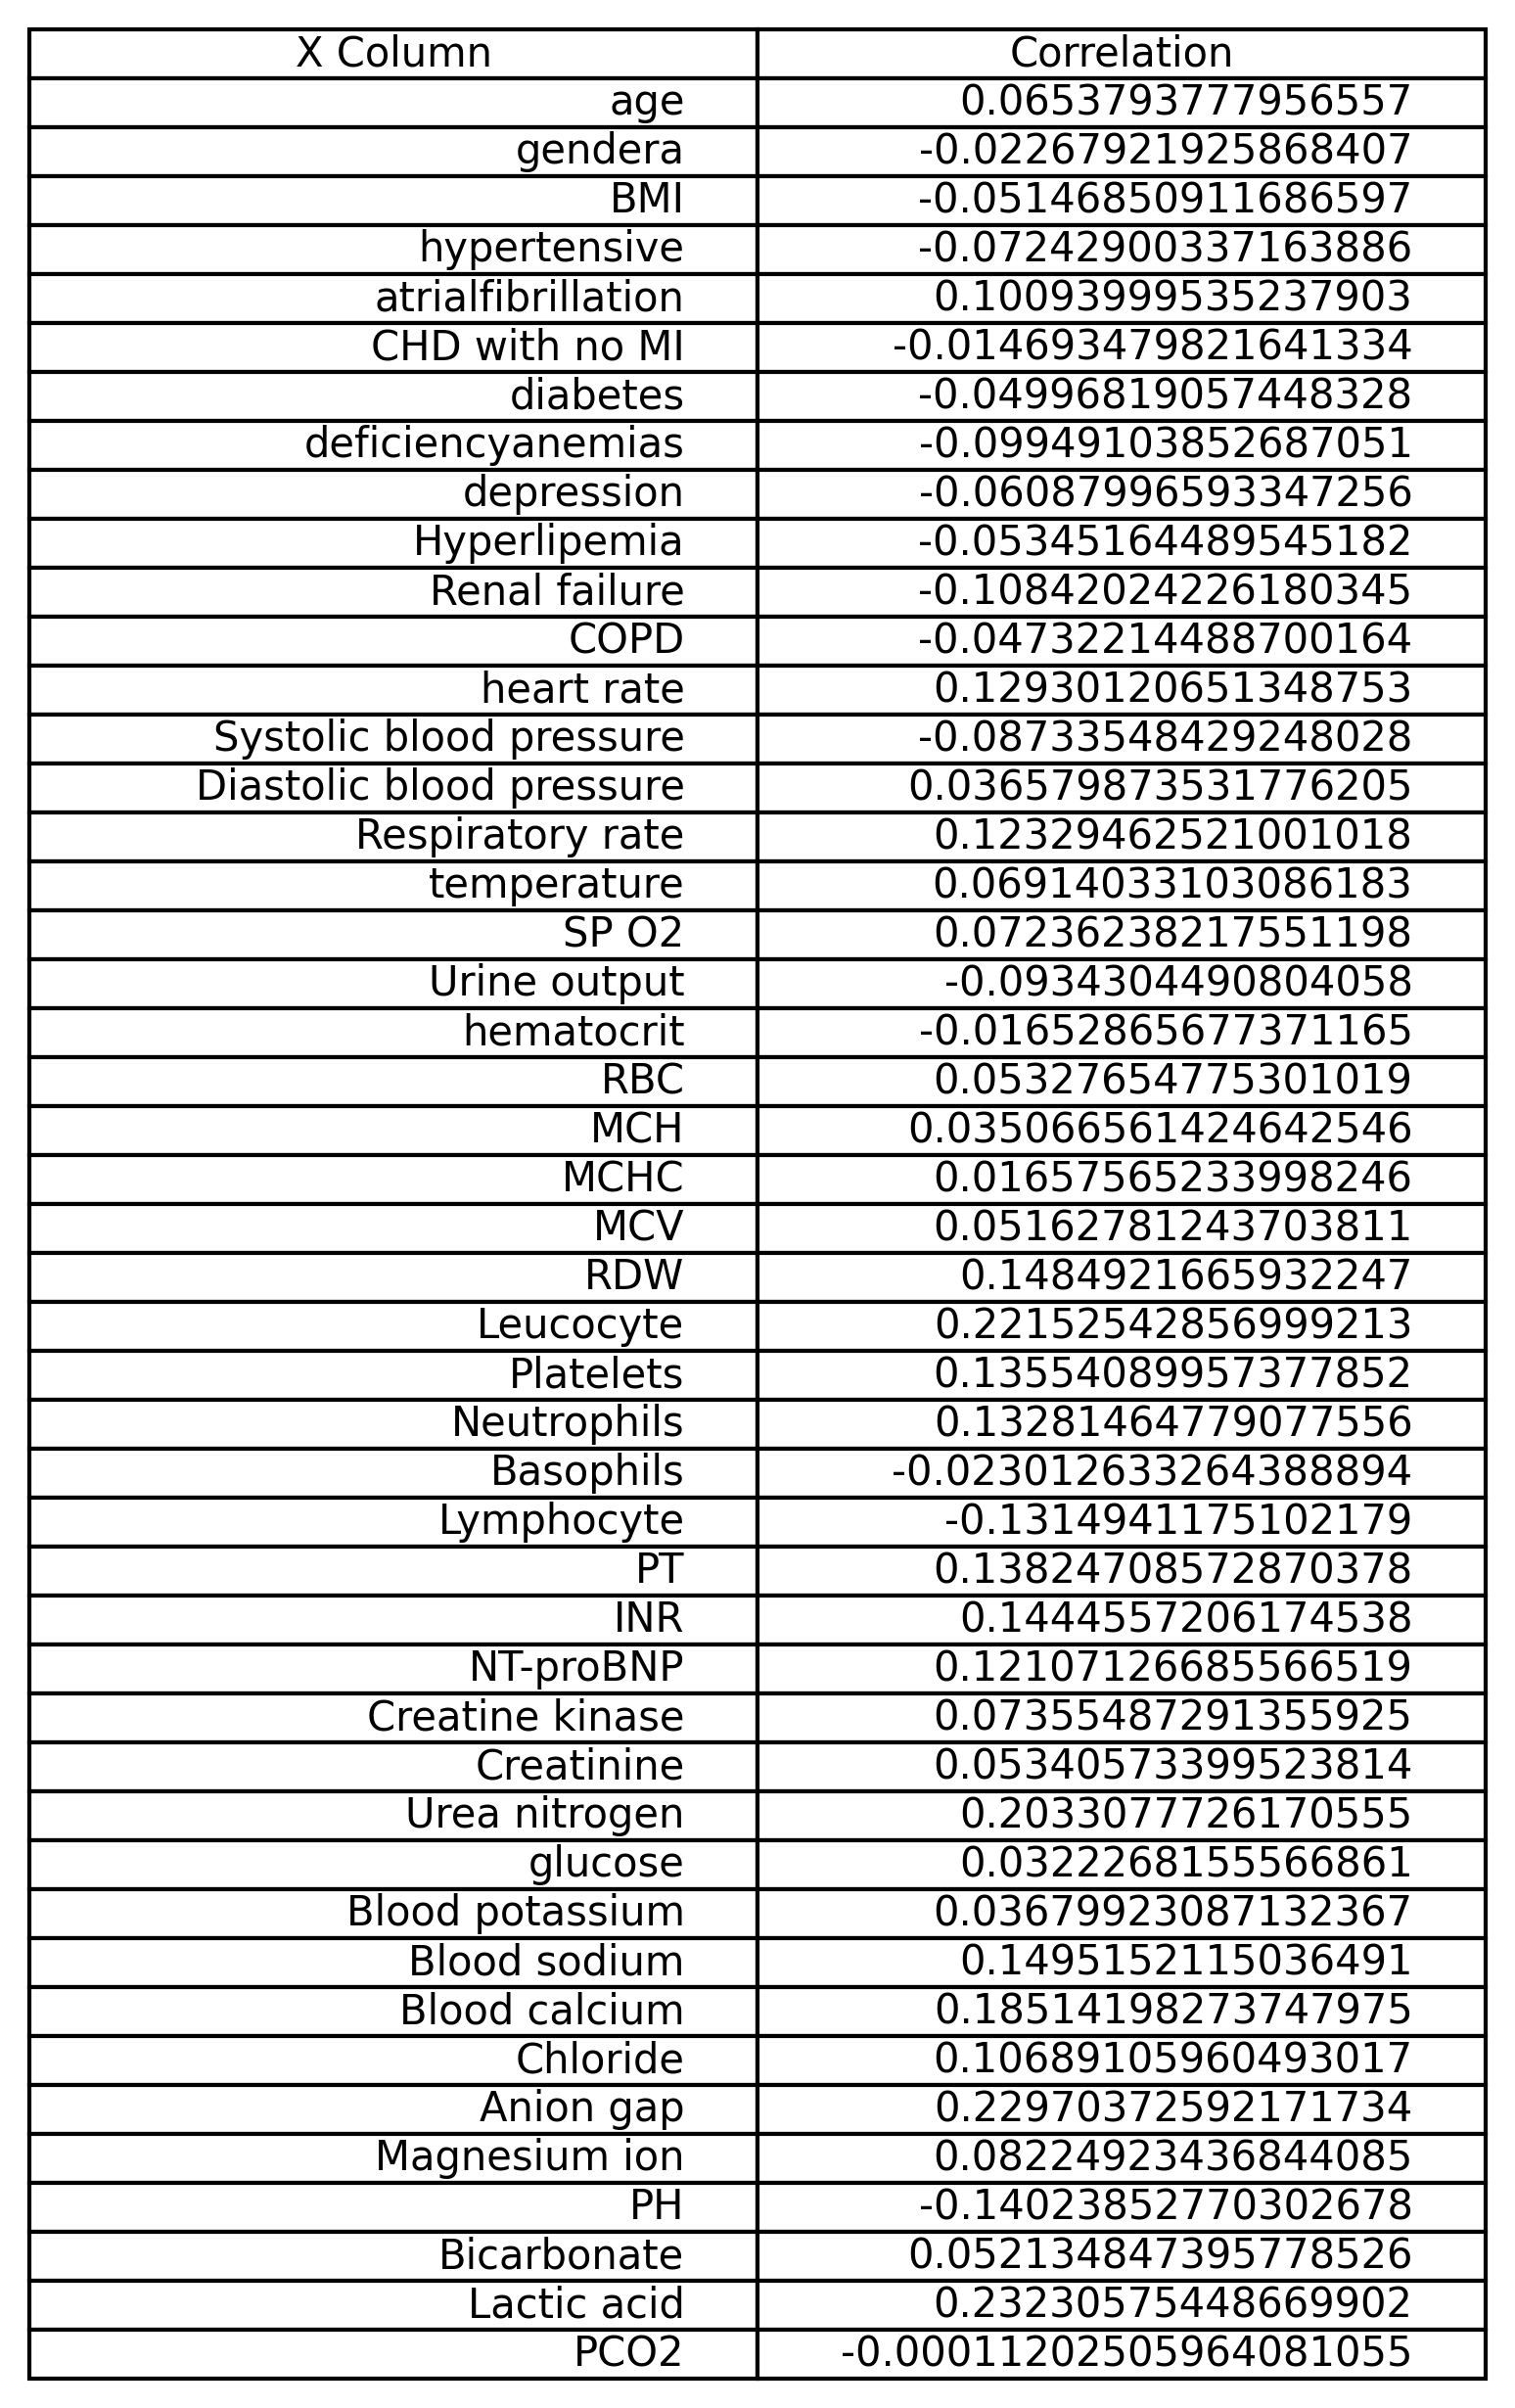 X Column Correlation
age 0.0653793777956557
gendera -0.02267921925868407
BMI -0.05146850911686597
hypertensive -0.07242900337163886
atrialfibrillation 0.10093999535237903
CHD with no MI -0.014693479821641334
diabetes -0.04996819057448328
deficiencyanemias -0.09949103852687051
depression -0.06087996593347256
Hyperlipemia -0.05345164489545182
Renal failure -0.10842024226180345
COPD -0.04732214488700164
heart rate 0.12930120651348753
Systolic blood pressure -0.08733548429248028
Diastolic blood pressure 0.036579873531776205
Respiratory rate 0.12329462521001018
temperature 0.06914033103086183
SP O2 0.07236238217551198
Urine output -0.0934304490804058
hematocrit -0.01652865677371165
RBC 0.05327654775301019
MCH 0.035066561424642546
MCHC 0.01657565233998246
MCV 0.05162781243703811
RDW 0.1484921665932247
Leucocyte 0.22152542856999213
Platelets 0.13554089957377852
Neutrophils 0.13281464779077556
Basophils -0.023012633264388894
Lymphocyte -0.1314941175102179
PT 0.13824708572870378
INR 0.1444557206174538
NT-proBNP 0.12107126685566519
Creatine kinase 0.07355487291355925
Creatinine 0.05340573399523814
Urea nitrogen 0.2033077726170555
glucose 0.0322268155566861
Blood potassium 0.03679923087132367
Blood sodium 0.1495152115036491
Blood calcium 0.18514198273747975
Chloride 0.10689105960493017
Anion gap 0.22970372592171734
Magnesium ion 0.08224923436844085
PH -0.14023852770302678
Bicarbonate 0.052134847395778526
Lactic acid 0.23230575448669902
PCO2 -0.00011202505964081055